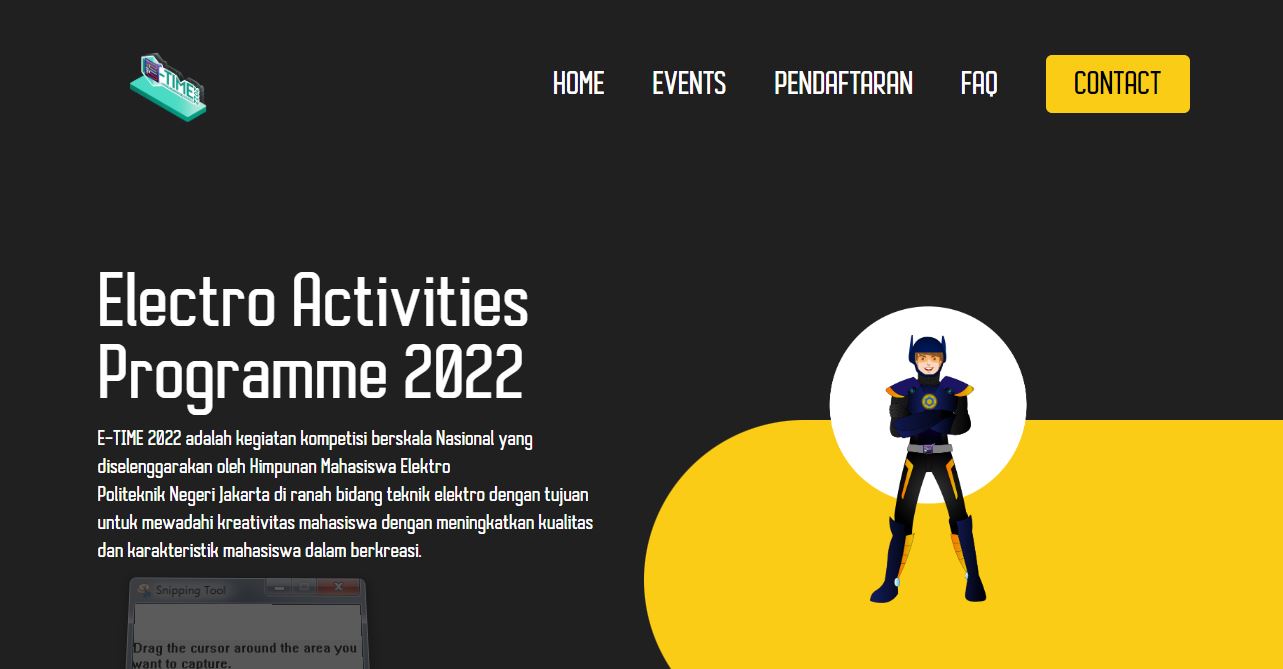 E-TIME
HOME
EVENTS
PENDAFTARAN
FAQ
CONTACT
Electro Activities
Programme 2022
E-TIME 2022 adalah kegiatan kompetisi berskala Nasional yang
diselenggarakan oleh Himpunan Mahasiswa Elektro
Politeknik Negeri Jakarta di ranah bidang teknik elektro dengan tujuan
untuk mewadahi kreativitas mahasiswa dengan meningkatkan kualitas
dan karakteristik mahasiswa dalam berkreasi.
Snipping Tool
Drag the cursor around the area you
want to capture.